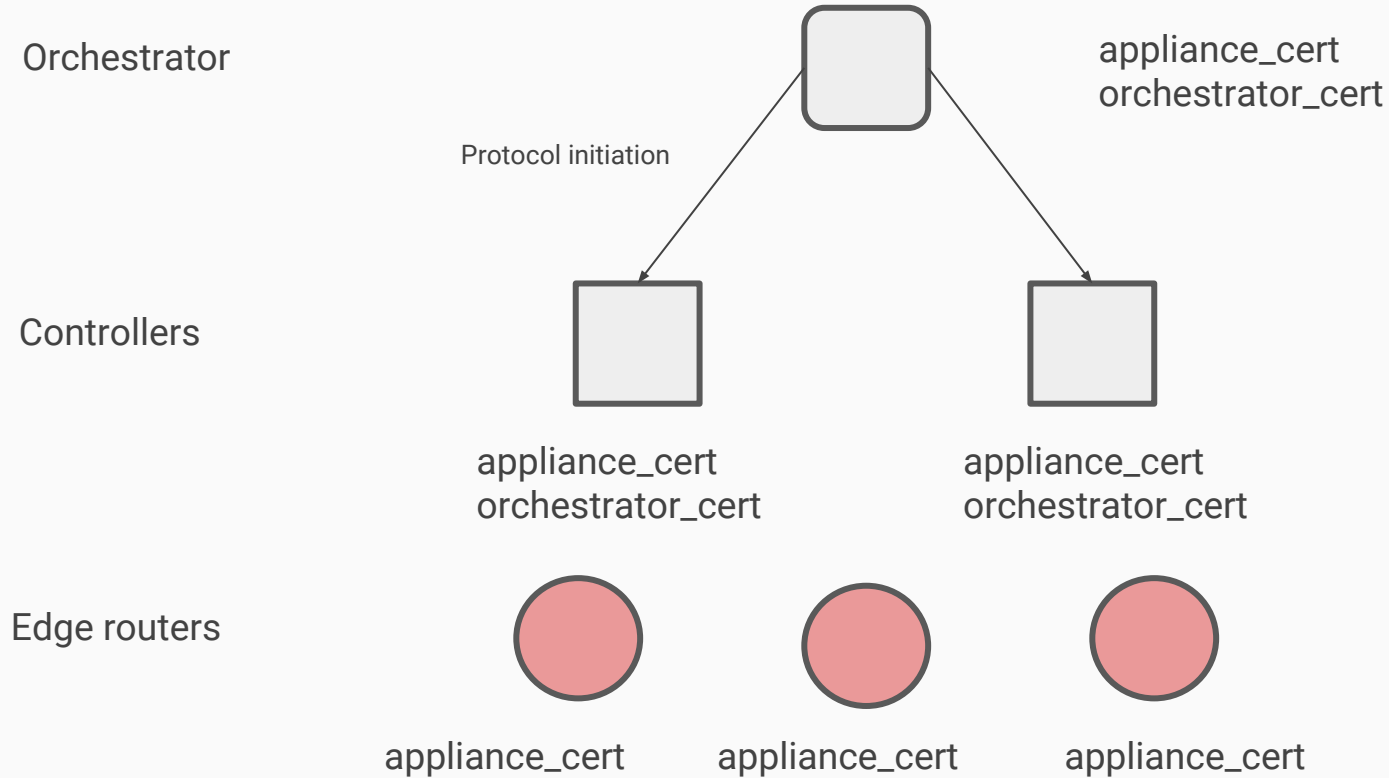 Orchestrator
appliance_cert
orchestrator_cert
Protocol initiation
Controllers
appliance_cert
orchestrator_cert
appliance_cert
orchestrator_cert
Edge routers
appliance_cert
appliance_cert
appliance_cert